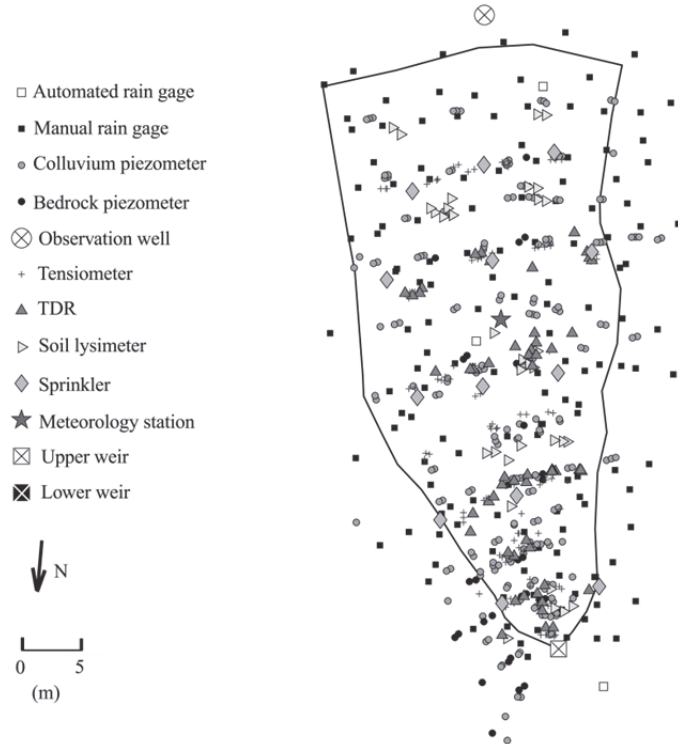 Automated rain gage
Manual rain gage
Colluvium piezometer
Bedrock piezometer
Observation well
Tensiometer
TDR
Soil lysimeter
Sprinkler
Meteorology station
Upper weir
Lower weir
N
0 5
(m)